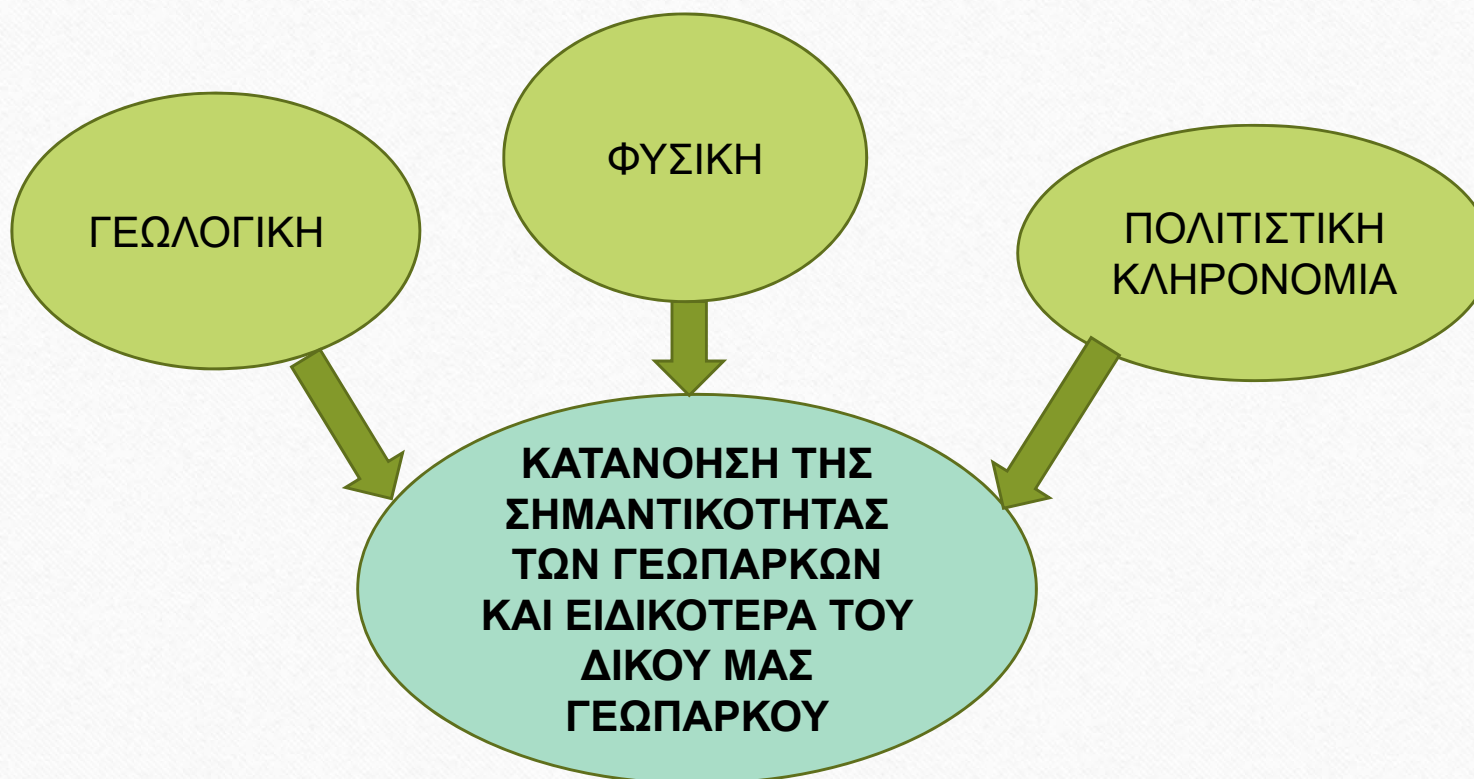 ΓΕΩΛΟΓΙΚΗ
ΦΥΣΙΚΗ
ΠΟΛΙΤΙΣΤΙΚΗ
ΚΛΗΡΟΝΟΜΙΑ
ΚΑΤΑΝΟΗΣΗ ΤΗΣ
ΣΗΜΑΝΤΙΚΟΤΗΤΑΣ
ΤΩΝ ΓΕΩΠΑΡΚΩΝ
ΚΑΙ ΕΙΔΙΚΟΤΕΡΑ ΤΟΥ
ΔΙΚΟΥ ΜΑΣ
ΓΕΩΠΑΡΚΟΥ